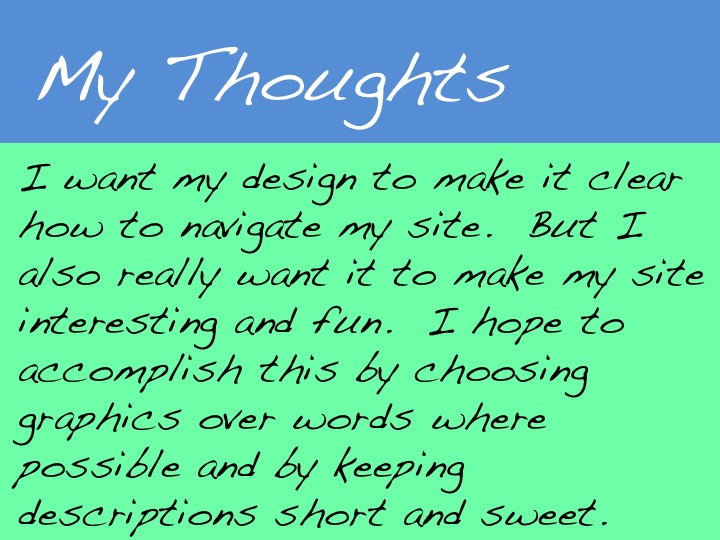 My Thoughts
I want my design to make it clear
how to navigate my site.  But I
also really want it to make my site
interesting and fun.  I hope to
accomplish this by choosing
graphics over words where
possible and by keeping
descriptions short and sweet.